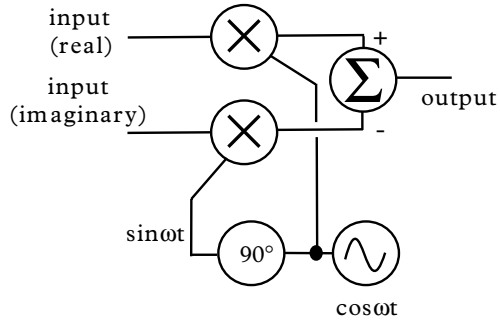 input
(real)
+
Σ
input
(imaginary)
output
-
sinωt
90°
cosωt